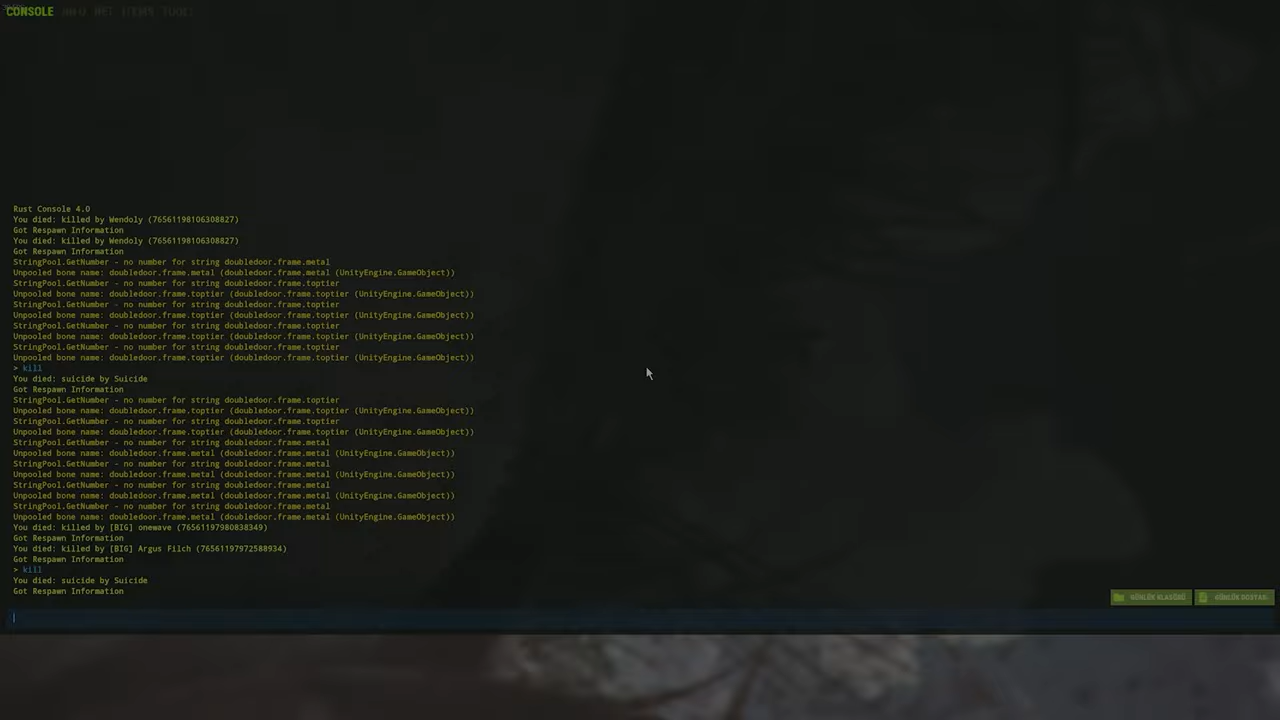 CONSOLE INFO NET ITEMS TOOLS
Rust Console 4.0
You died: killed by Wendoly (76561198106308827)
Got Respawn Information
You died: killed by Wendoly (76561198106308827)
Got Respawn Information
StringPool.GetNumber - no number for string doubledoor.frame.metal
Unpooled bone name: doubledoor.frame.metal (doubledoor.frame.metal (UnityEngine.GameObject))
StringPool.GetNumber - no number for string doubledoor.frame.toptier
Unpooled bone name: doubledoor.frame.toptier (doubledoor.frame.toptier (UnityEngine.GameObject))
StringPool.GetNumber - no number for string doubledoor.frame.toptier
Unpooled bone name: doubledoor.frame.toptier (doubledoor.frame.toptier (UnityEngine.GameObject))
StringPool.GetNumber - no number for string doubledoor.frame.toptier
Unpooled bone name: doubledoor.frame.toptier (doubledoor.frame.toptier (UnityEngine.GameObject))
StringPool.GetNumber - no number for string doubledoor.frame.toptier
Unpooled bone name: doubledoor.frame.toptier (doubledoor.frame.toptier (UnityEngine.GameObject))
> kill
You died: suicide by Suicide
Got Respawn Information
StringPool.GetNumber - no number for string doubledoor.frame.toptier
Unpooled bone name: doubledoor.frame.toptier (doubledoor.frame.toptier (UnityEngine.GameObject))
StringPool.GetNumber - no number for string doubledoor.frame.toptier
Unpooled bone name: doubledoor.frame.toptier (doubledoor.frame.toptier (UnityEngine.GameObject))
StringPool.GetNumber - no number for string doubledoor.frame.metal
Unpooled bone name: doubledoor.frame.metal (doubledoor.frame.metal (UnityEngine.GameObject))
StringPool.GetNumber - no number for string doubledoor.frame.metal
Unpooled bone name: doubledoor.frame.metal (doubledoor.frame.metal (UnityEngine.GameObject))
StringPool.GetNumber - no number for string doubledoor.frame.metal
Unpooled bone name: doubledoor.frame.metal (doubledoor.frame.metal (UnityEngine.GameObject))
StringPool.GetNumber - no number for string doubledoor.frame.metal
Unpooled bone name: doubledoor.frame.metal (doubledoor.frame.metal (UnityEngine.GameObject))
You died: killed by [BIG] onewave (76561197980838349)
Got Respawn Information
You died: killed by [BIG] Argus Filch (76561197972588934)
Got Respawn Information
> kill
You died: suicide by Suicide
Got Respawn Information
GÜNLÜK KLASÖRÜ GÜNLÜK DOSYASI